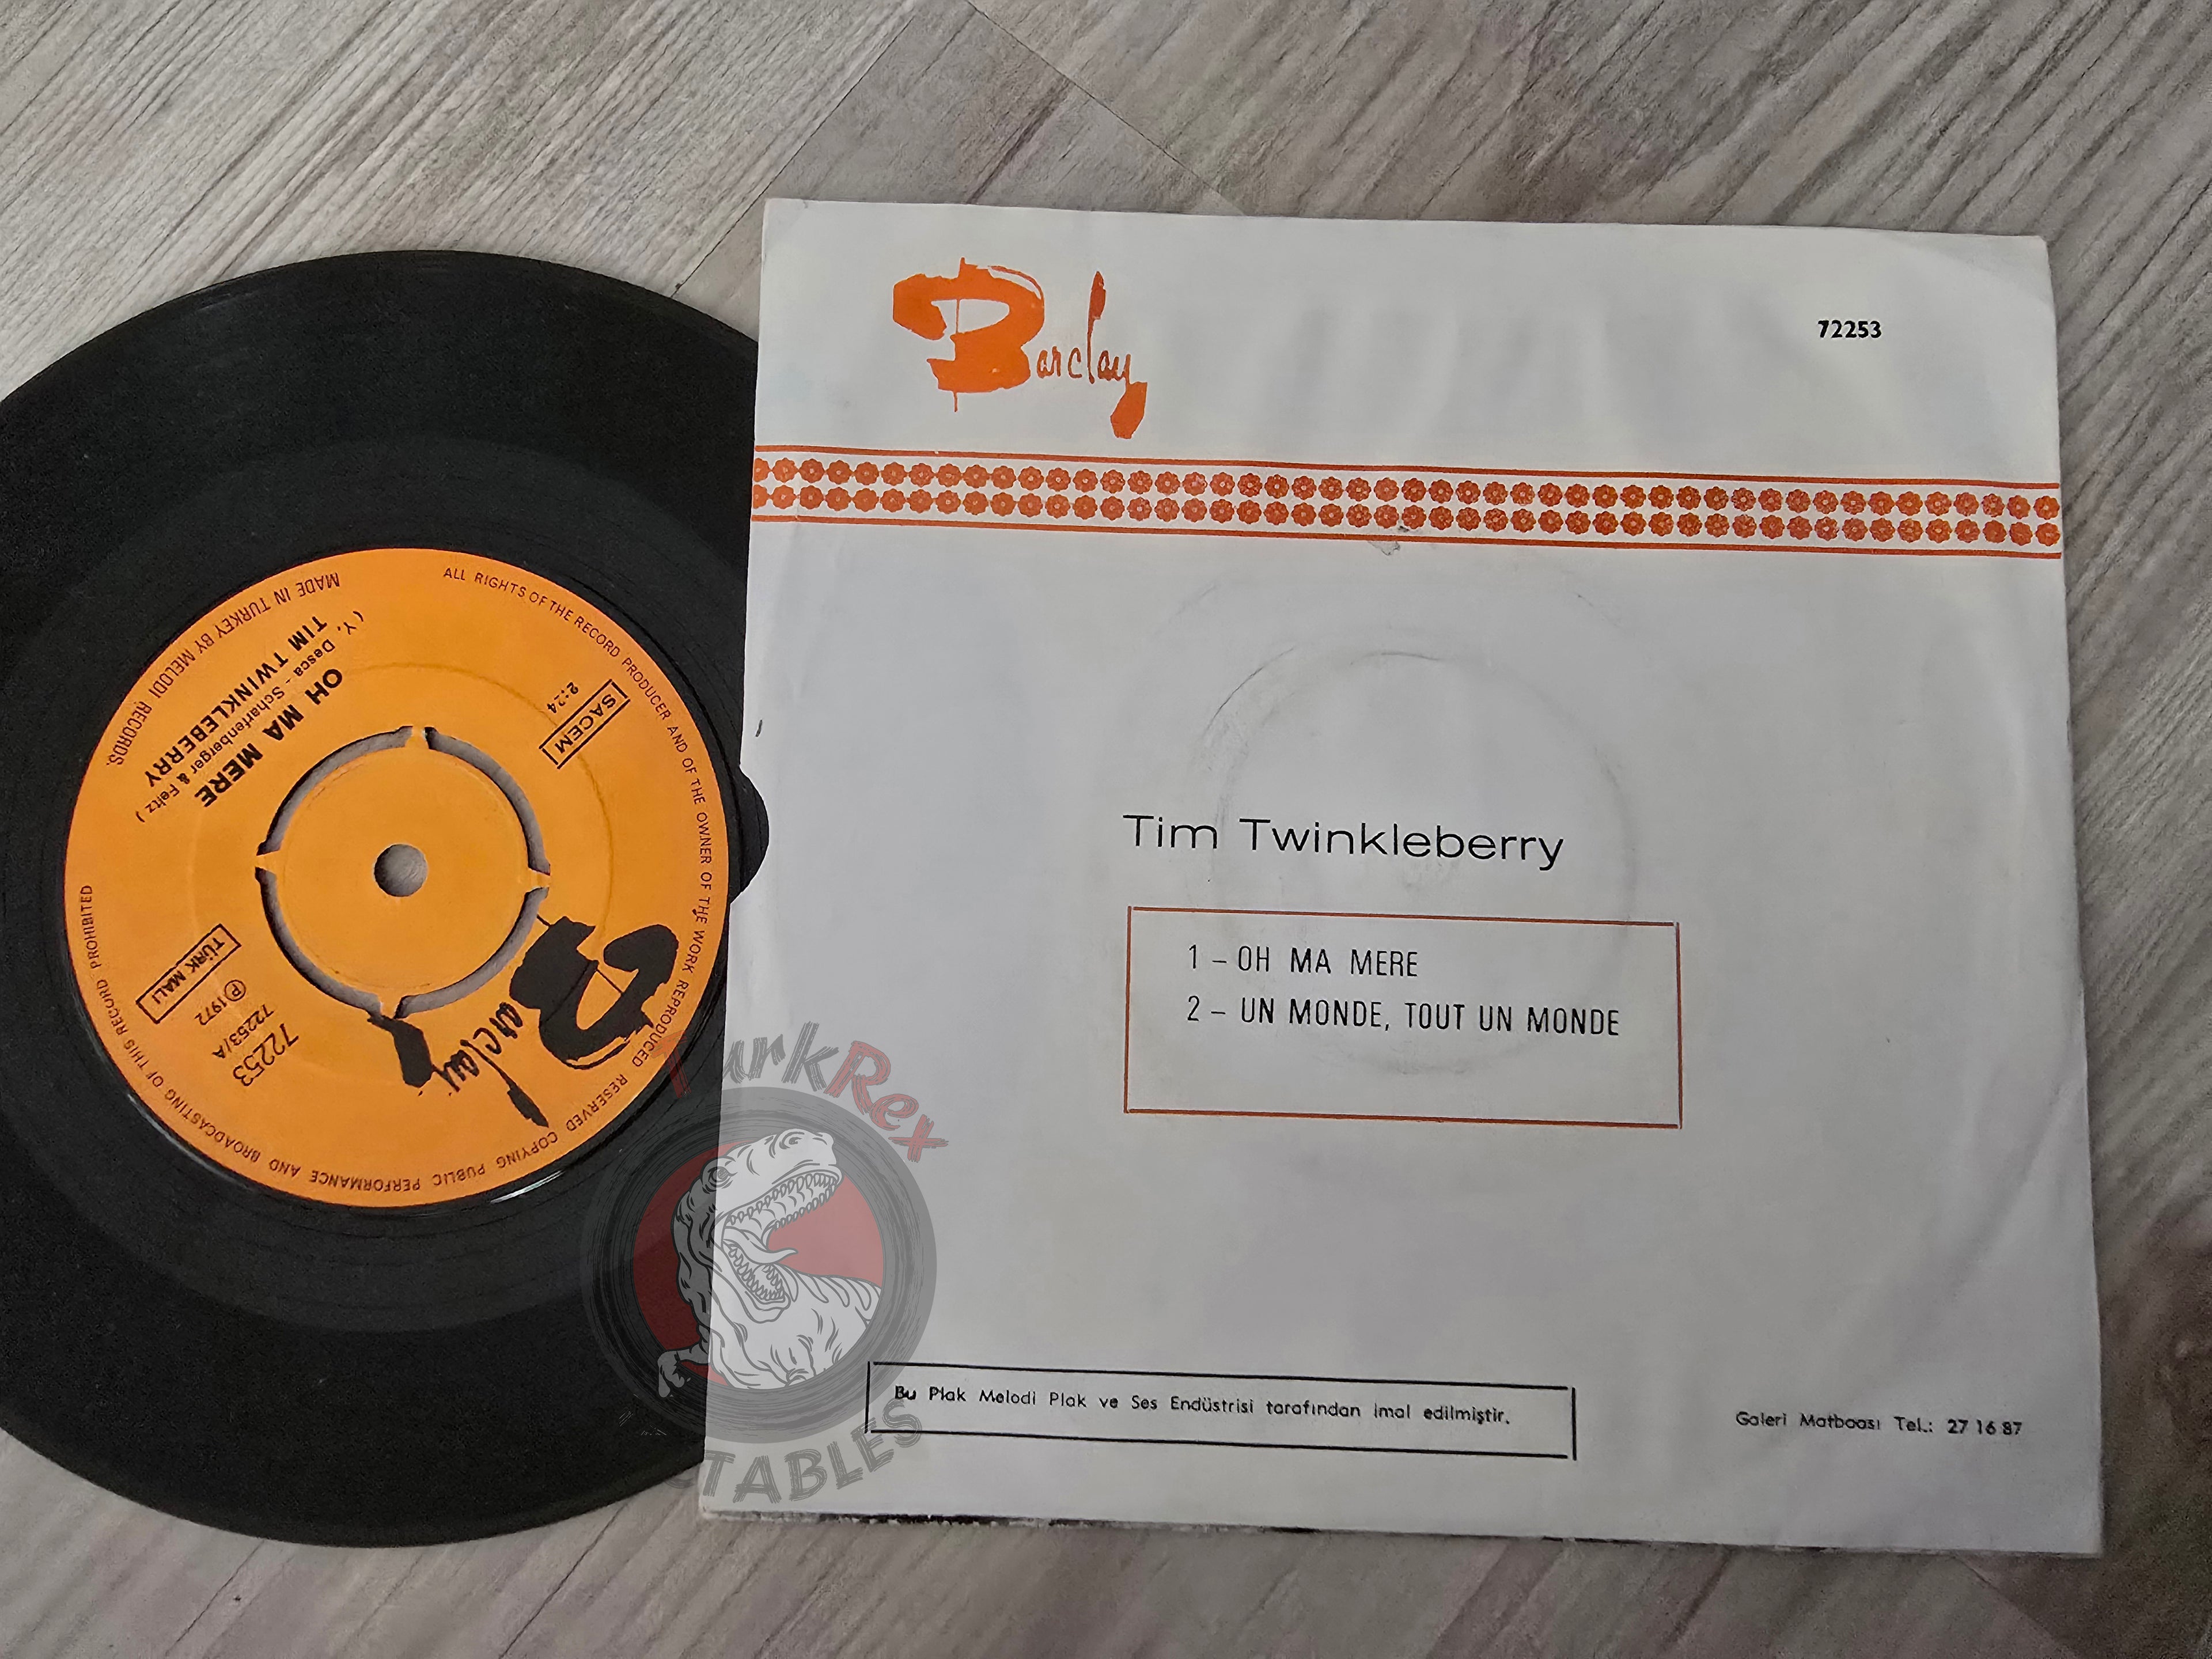 Barclay
72253
Tim Twinkleberry
1 – OH MA MERE
2 – UN MONDE, TOUT UN MONDE
Bu Plak Melodi Plak ve Ses Endüstrisi tarafından imal edilmiştir.
Galeri Matbaası Tel.: 27 16 87
Barclay
72253
72253/A
℗ 1972
TÜRK MALI
SACEM
2:24
OH MA MERE
TIM TWINKLEBERRY
(Y. Desca - Scharfenberger & Feltz)
MADE IN TURKEY BY MELODI RECORDS.
ALL RIGHTS OF THE RECORD PRODUCER AND OF THE OWNER OF THE WORK REPRODUCED RESERVED COPYING PUBLIC PERFORMANCE AND BROADCASTING OF THIS RECORD PROHIBITED
TurkRex